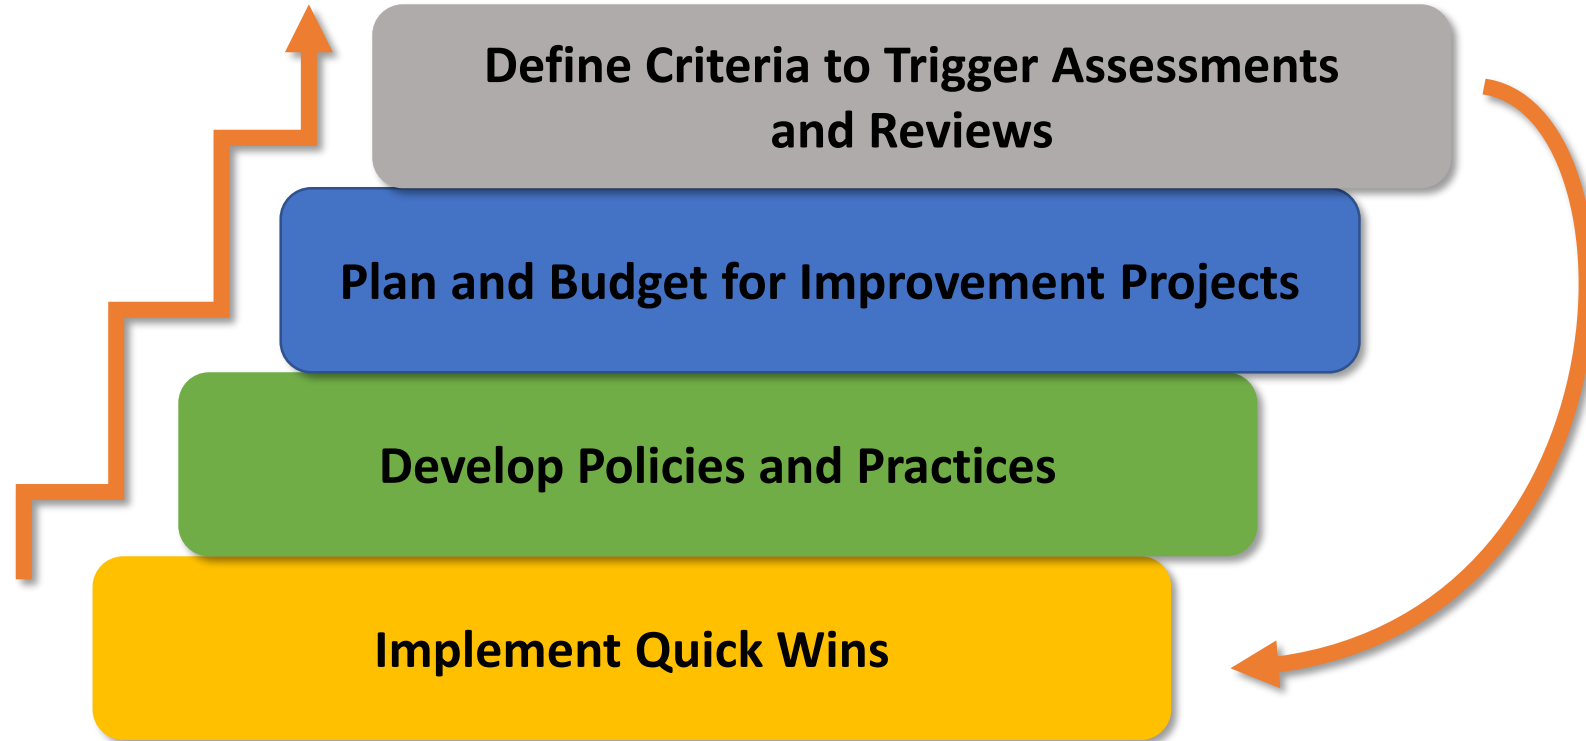 Define Criteria to Trigger Assessments
and Reviews
Plan and Budget for Improvement Projects
Develop Policies and Practices
Implement Quick Wins